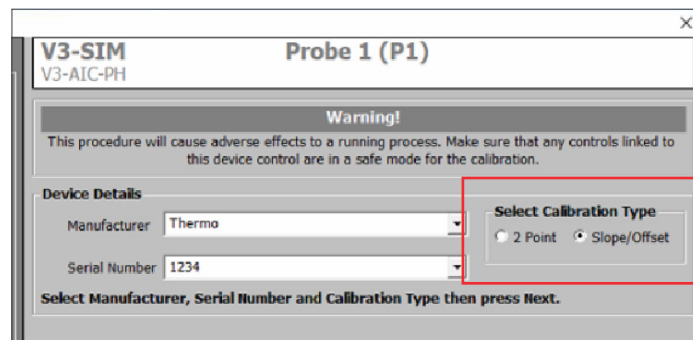 V3-SIM Probe 1 (P1)
V3-AIC-PH
Warning!
This procedure will cause adverse effects to a running process. Make sure that any controls linked to
this device control are in a safe mode for the calibration.
Device Details
Manufacturer Thermo
Select Calibration Type
2 Point Slope/Offset
Serial Number 1234
Select Manufacturer, Serial Number and Calibration Type then press Next.